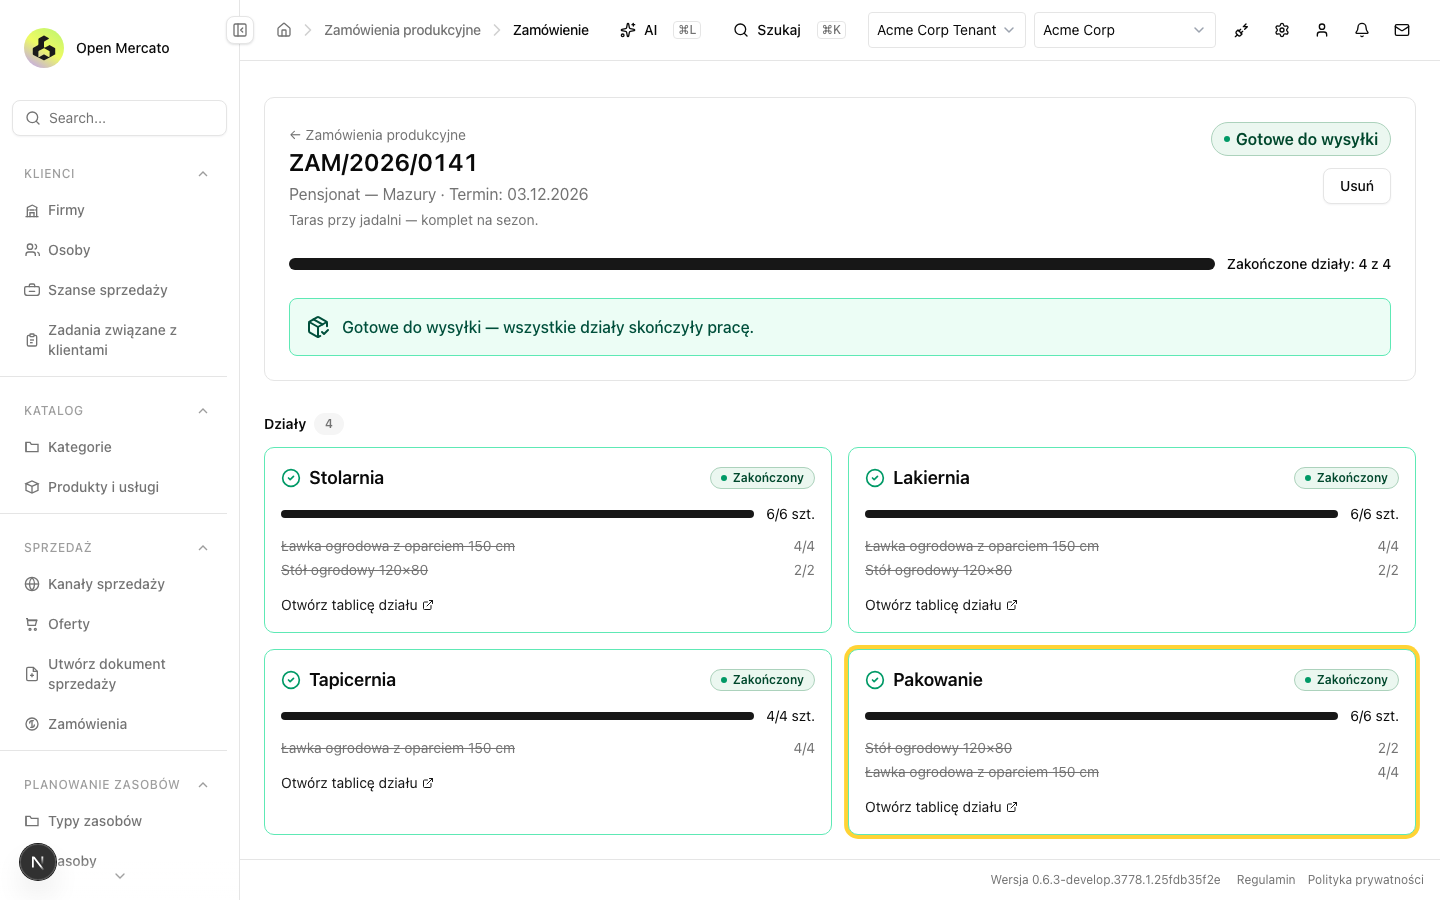 Open Mercato
Search...
KLIENCI
Firmy
Osoby
Szanse sprzedaży
Zadania związane z
klientami
KATALOG
Kategorie
Produkty i usługi
SPRZEDAŻ
Kanały sprzedaży
Oferty
Utwórz dokument
sprzedaży
Zamówienia
PLANOWANIE ZASOBÓW
Typy zasobów
N
asoby
Zamówienia produkcyjne
Zamówienie
AI
⌘L
Szukaj
⌘K
Acme Corp Tenant
Acme Corp
← Zamówienia produkcyjne
ZAM/2026/0141
Pensjonat — Mazury · Termin: 03.12.2026
Taras przy jadalni — komplet na sezon.
Gotowe do wysyłki
Usuń
Zakończone działy: 4 z 4
Gotowe do wysyłki — wszystkie działy skończyły pracę.
Działy 4
Stolarnia
Zakończony
6/6 szt.
Ławka ogrodowa z oparciem 150 cm 4/4
Stół ogrodowy 120×80 2/2
Otwórz tablicę działu
Lakiernia
Zakończony
6/6 szt.
Ławka ogrodowa z oparciem 150 cm 4/4
Stół ogrodowy 120×80 2/2
Otwórz tablicę działu
Tapicernia
Zakończony
4/4 szt.
Ławka ogrodowa z oparciem 150 cm 4/4
Otwórz tablicę działu
Pakowanie
Zakończony
6/6 szt.
Stół ogrodowy 120×80 2/2
Ławka ogrodowa z oparciem 150 cm 4/4
Otwórz tablicę działu
Wersja 0.6.3-develop.3778.1.25fdb35f2e
Regulamin
Polityka prywatności